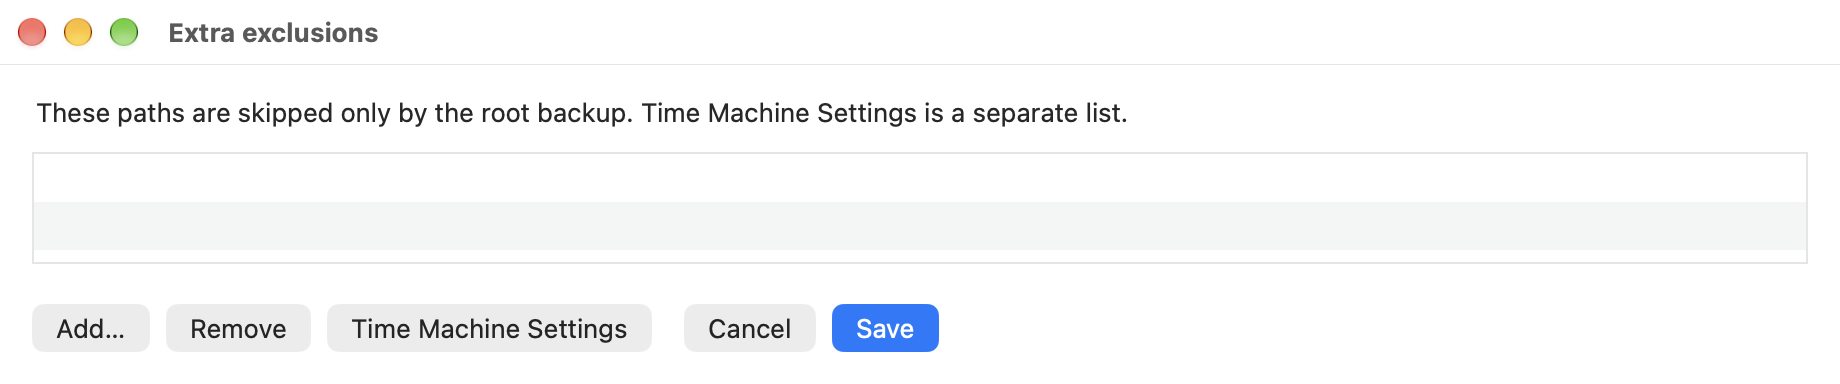 Extra exclusions
These paths are skipped only by the root backup. Time Machine Settings is a separate list.
Add...
Remove
Time Machine Settings
Cancel
Save